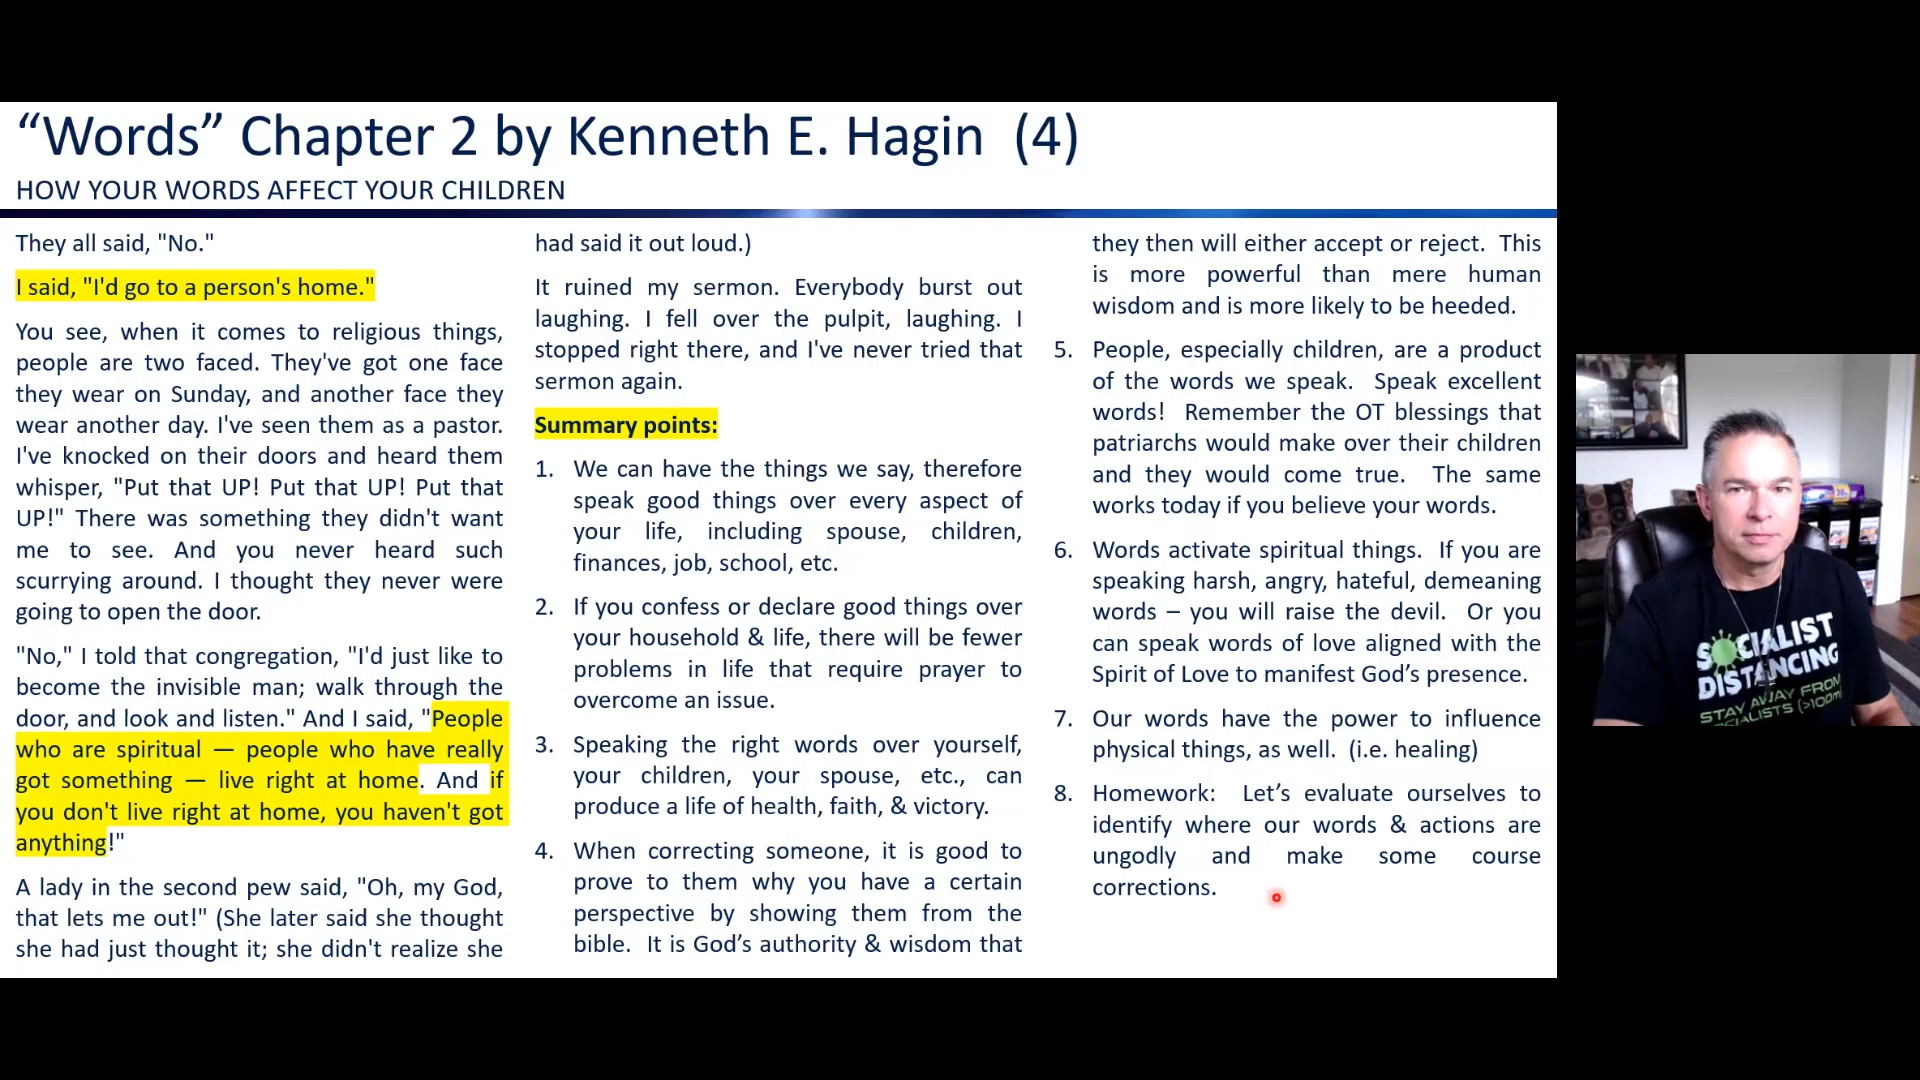 “Words” Chapter 2 by Kenneth E. Hagin (4)
HOW YOUR WORDS AFFECT YOUR CHILDREN
They all said, "No."
I said, "I'd go to a person's home."
You see, when it comes to religious things,
people are two faced. They've got one face
they wear on Sunday, and another face they
wear another day. I've seen them as a pastor.
I've knocked on their doors and heard them
whisper, "Put that UP! Put that UP! Put that
UP!" There was something they didn't want
me to see. And you never heard such
scurrying around. I thought they never were
going to open the door.
"No," I told that congregation, "I'd just like to
become the invisible man; walk through the
door, and look and listen." And I said, "People
who are spiritual — people who have really
got something — live right at home. And if
you don't live right at home, you haven't got
anything!"
A lady in the second pew said, "Oh, my God,
that lets me out!" (She later said she thought
she had just thought it; she didn't realize she
had said it out loud.)
It ruined my sermon. Everybody burst out
laughing. I fell over the pulpit, laughing. I
stopped right there, and I've never tried that
sermon again.
Summary points:
1. We can have the things we say, therefore
speak good things over every aspect of
your life, including spouse, children,
finances, job, school, etc.
2. If you confess or declare good things over
your household & life, there will be fewer
problems in life that require prayer to
overcome an issue.
3. Speaking the right words over yourself,
your children, your spouse, etc., can
produce a life of health, faith, & victory.
4. When correcting someone, it is good to
prove to them why you have a certain
perspective by showing them from the
bible. It is God’s authority & wisdom that
they then will either accept or reject. This
is more powerful than mere human
wisdom and is more likely to be heeded.
5. People, especially children, are a product
of the words we speak. Speak excellent
words! Remember the OT blessings that
patriarchs would make over their children
and they would come true. The same
works today if you believe your words.
6. Words activate spiritual things. If you are
speaking harsh, angry, hateful, demeaning
words – you will raise the devil. Or you
can speak words of love aligned with the
Spirit of Love to manifest God’s presence.
7. Our words have the power to influence
physical things, as well. (i.e. healing)
8. Homework: Let’s evaluate ourselves to
identify where our words & actions are
ungodly and make some course
corrections.
SOCIALIST
DISTANCING
STAY AWAY FROM
SOCIALISTS (>100m)